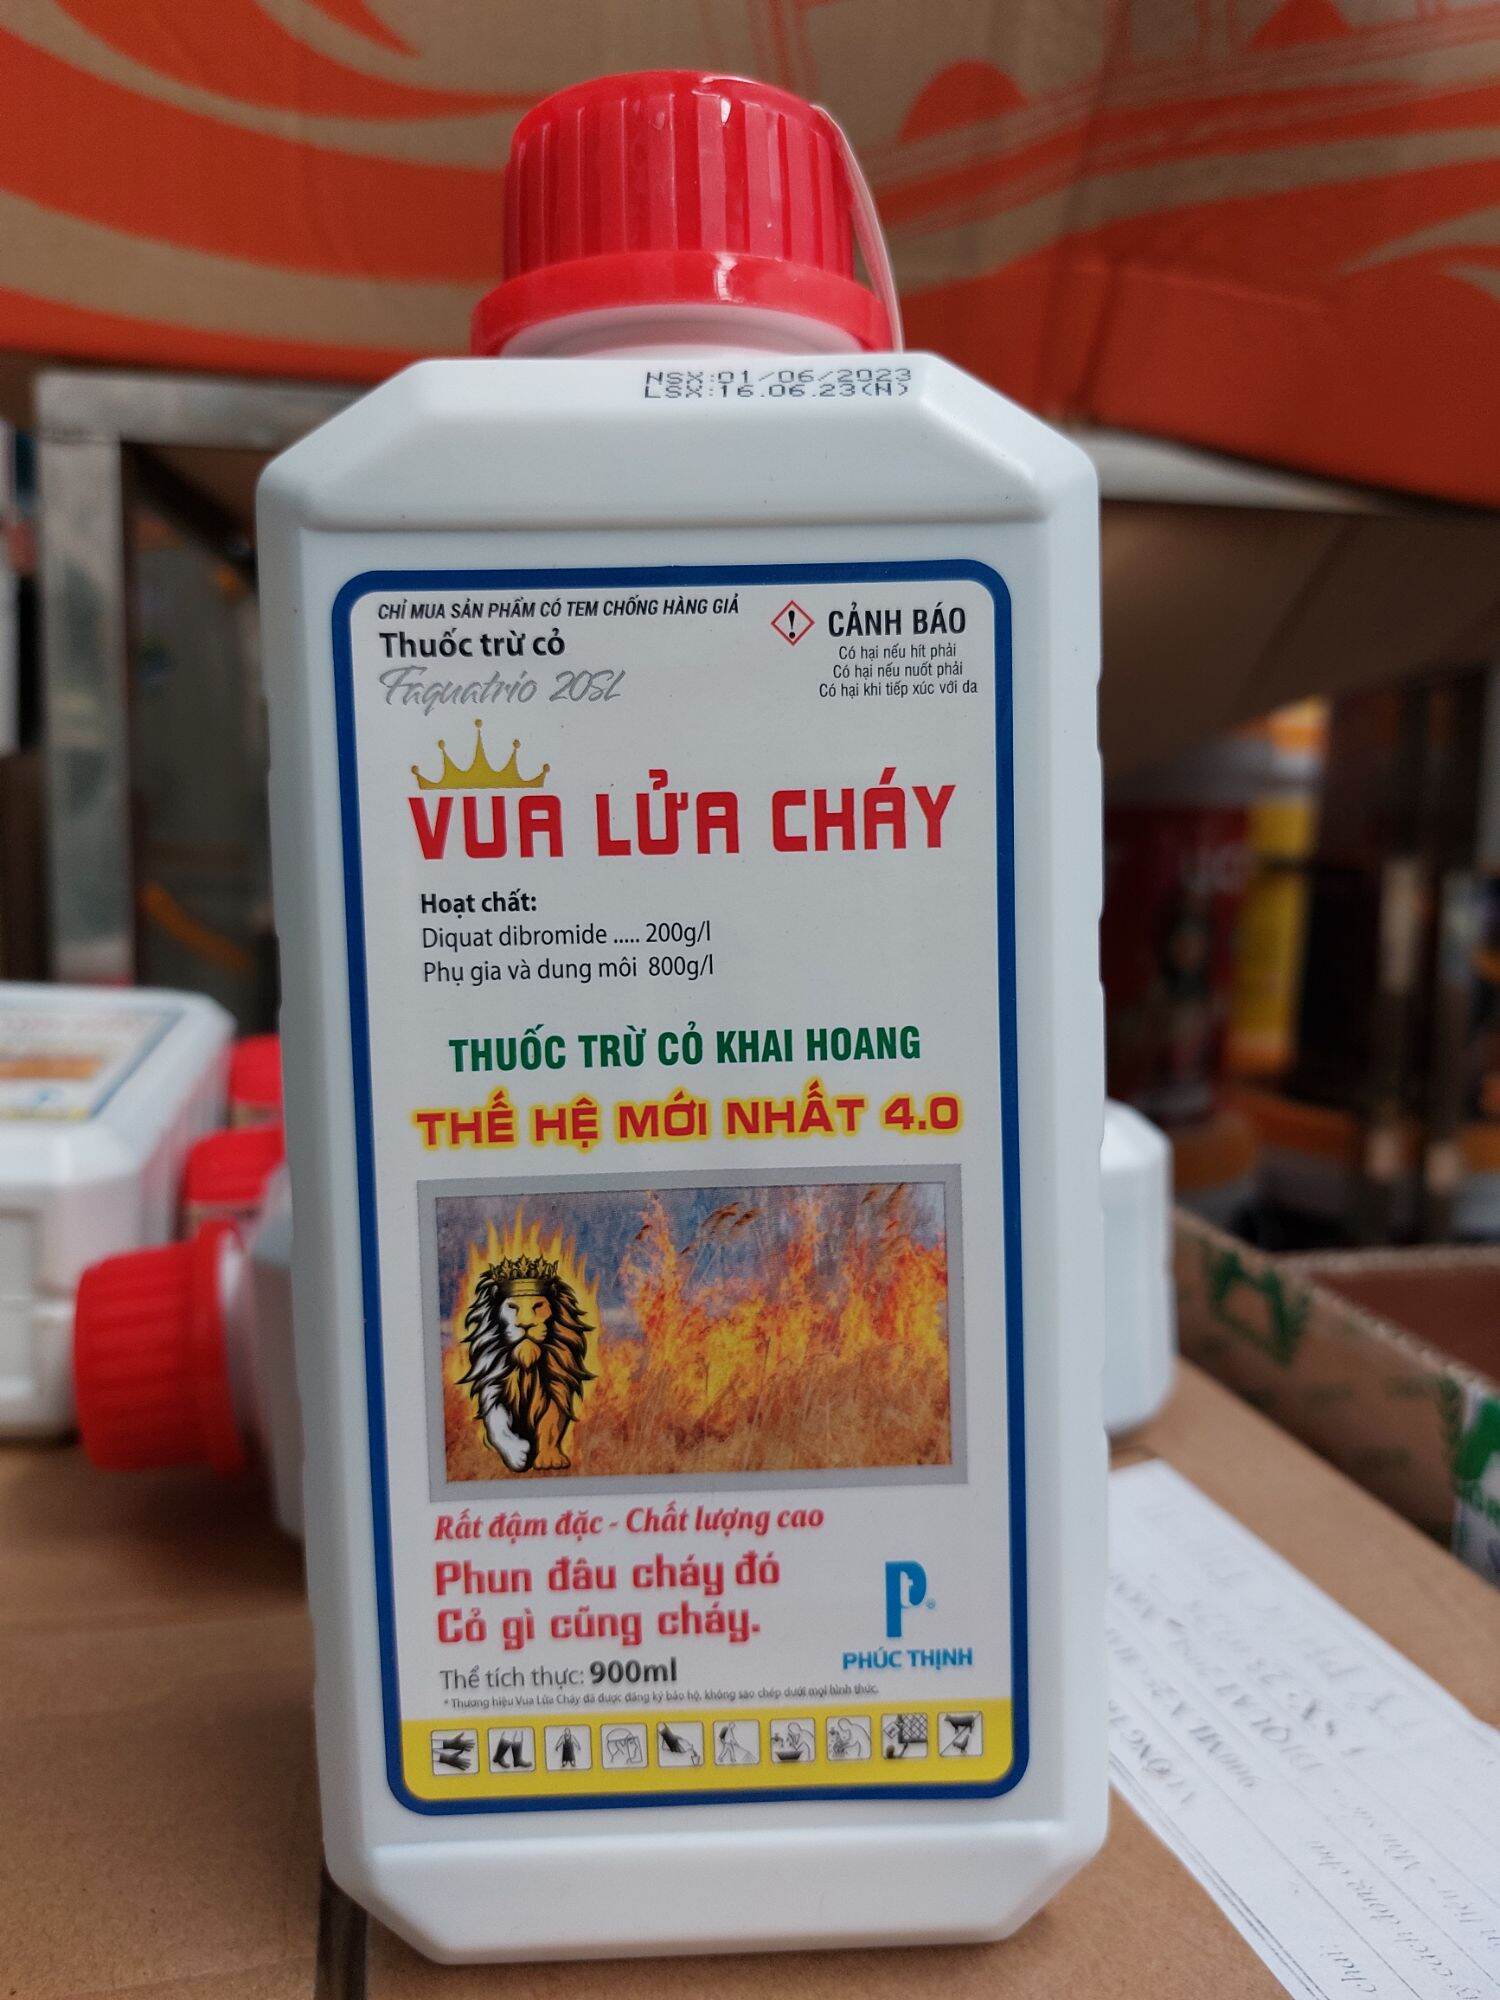 NSX:01/06/2023
LSX:16.06.23(N)
CHỈ MUA SẢN PHẨM CÓ TEM CHỐNG HÀNG GIẢ
Thuốc trừ cỏ
Faquatrio 20SL
CẢNH BÁO
Có hại nếu hít phải
Có hại nếu nuốt phải
Có hại khi tiếp xúc với da
VUA LỬA CHÁY
Hoạt chất:
Diquat dibromide ..... 200g/l
Phụ gia và dung môi 800g/l
THUỐC TRỪ CỎ KHAI HOANG
THẾ HỆ MỚI NHẤT 4.0
Rất đậm đặc - Chất lượng cao
Phun đâu cháy đó
Cỏ gì cũng cháy.
PHÚC THỊNH
Thể tích thực: 900ml
* Thương hiệu Vua Lửa Cháy đã được đăng ký bảo hộ, không sao chép dưới mọi hình thức.